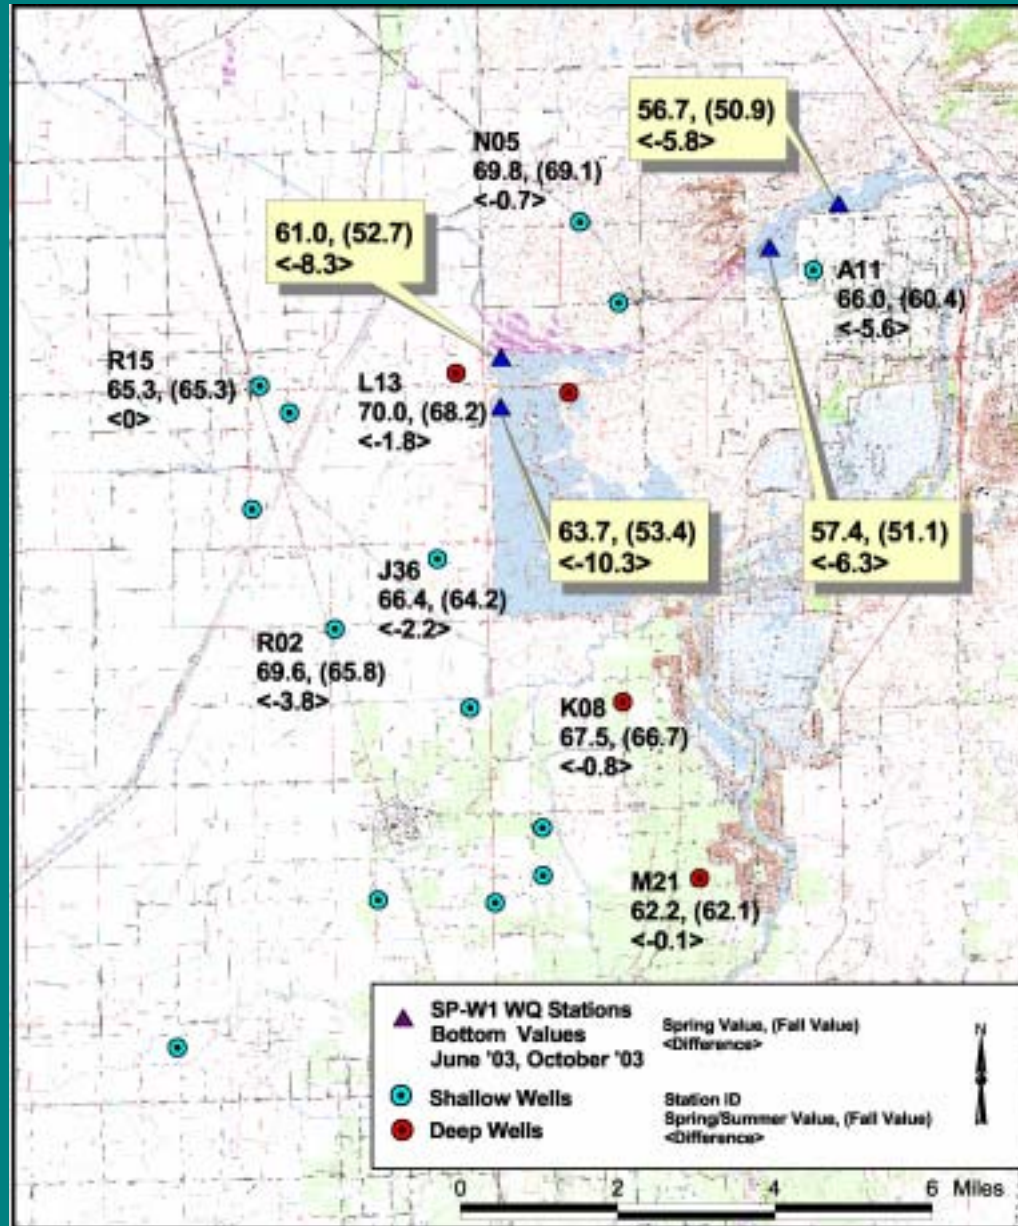 56.7, (50.9)
<-5.8>
N05
69.8, (69.1)
<-0.7>
61.0, (52.7)
<-8.3>
A11
66.0, (60.4)
<-5.6>
R15
65.3, (65.3)
<0>
L13
70.0, (68.2)
<-1.8>
63.7, (53.4)
<-10.3>
57.4, (51.1)
<-6.3>
J36
66.4, (64.2)
<-2.2>
R02
69.6, (65.8)
<-3.8>
K08
67.5, (66.7)
<-0.8>
M21
62.2, (62.1)
<-0.1>
SP-W1 WQ Stations
Bottom Values
June '03, October '03
Spring Value, (Fall Value)
<Difference>
Shallow Wells
Deep Wells
Station ID
Spring/Summer Value, (Fall Value)
<Difference>
N
0 2 4 6 Miles